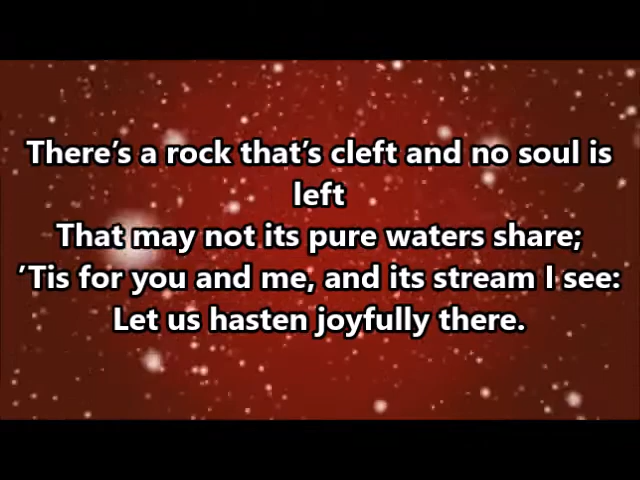 There’s a rock that’s cleft and no soul is
left
That may not its pure waters share;
’Tis for you and me, and its stream I see:
Let us hasten joyfully there.